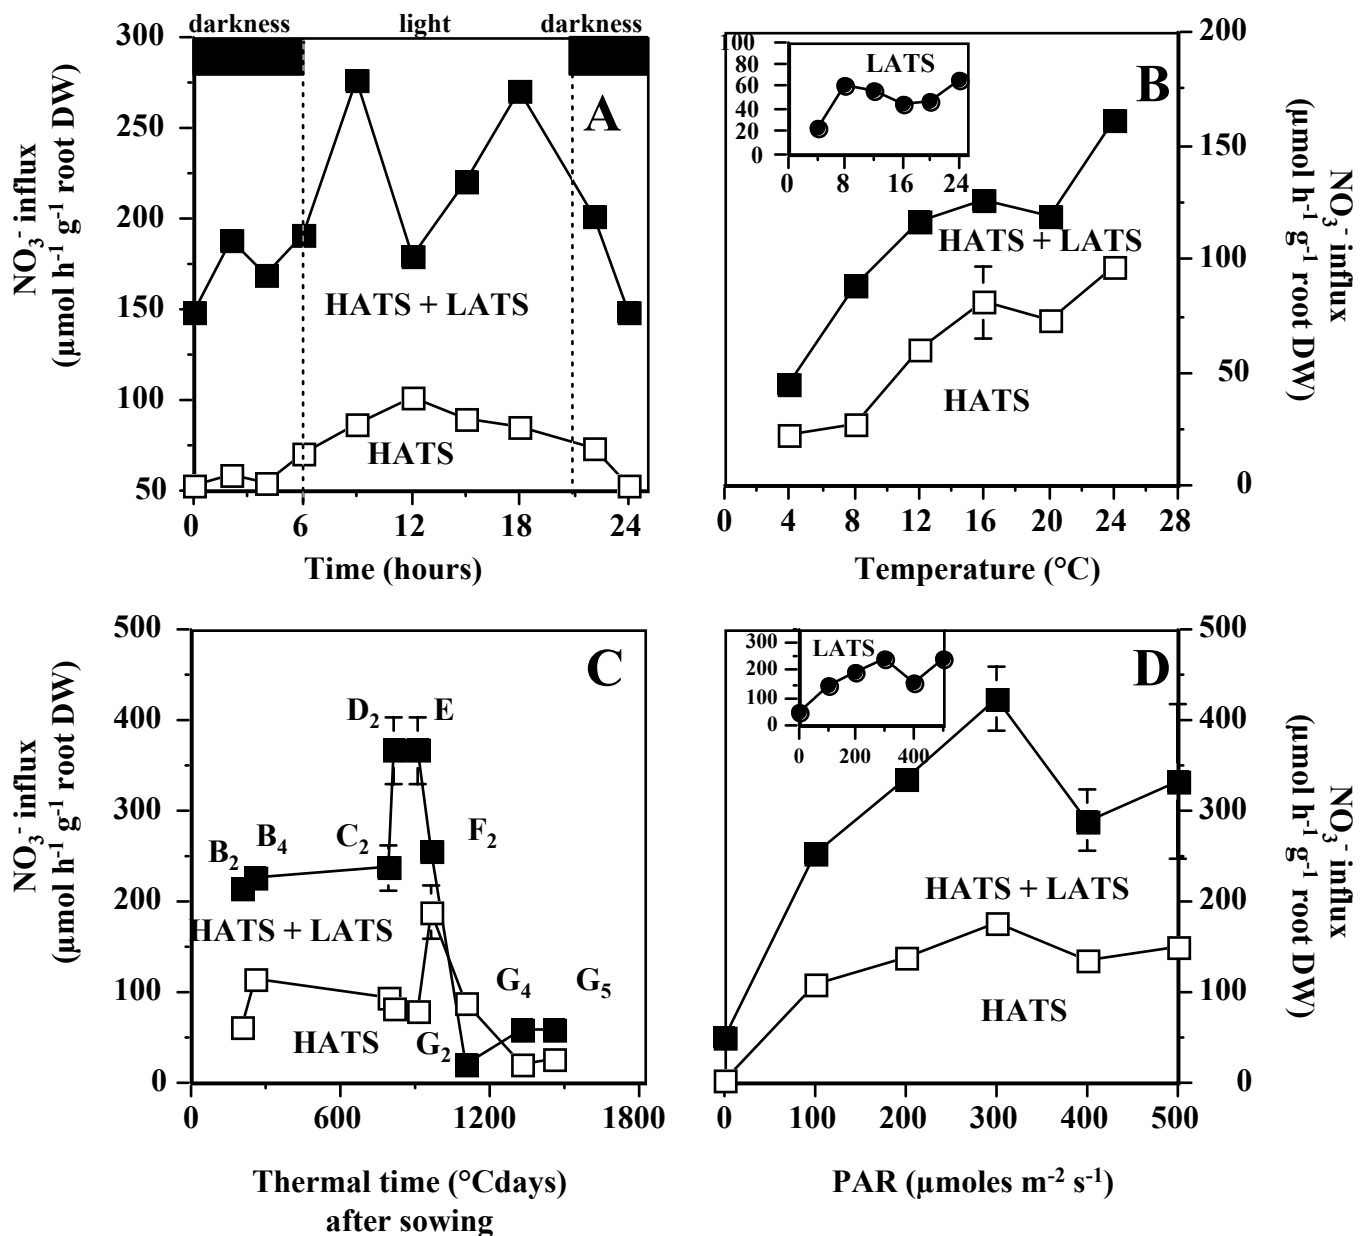 darkness light darkness
300
250
200
150
100
50
0 6 12 18 24
NO₃⁻ influx
(µmol h⁻¹ g⁻¹ root DW)
A
HATS + LATS
HATS
Time (hours)
100
80
60
40
20
0
0 8 16 24
LATS
B
200
150
100
50
0
0 4 8 12 16 20 24 28
HATS + LATS
HATS
NO₃⁻ influx
(µmol h⁻¹ g⁻¹ root DW)
Temperature (°C)
500
400
300
200
100
0
0 600 1200 1800
NO₃⁻ influx
(µmol h⁻¹ g⁻¹ root DW)
C
D₂ E
B₂ B₄ C₂ F₂
HATS + LATS
G₄ G₅
HATS G₂
Thermal time (°Cdays)
after sowing
300
200
100
0
0 200 400
LATS
D
500
400
300
200
100
0
0 100 200 300 400 500
HATS + LATS
HATS
NO₃⁻ influx
(µmol h⁻¹ g⁻¹ root DW)
PAR (µmoles m⁻² s⁻¹)